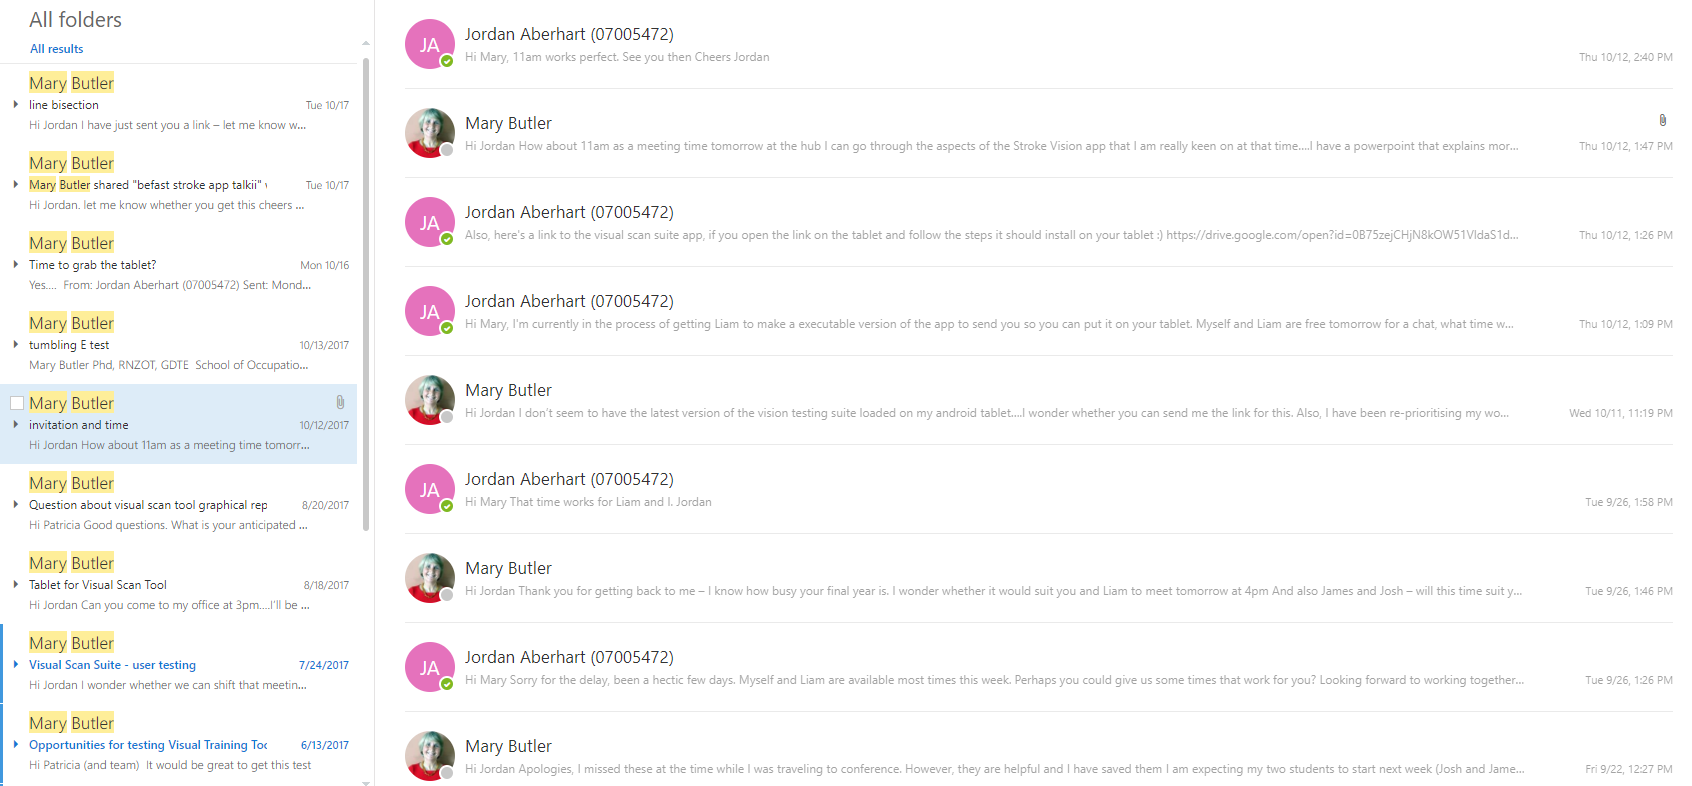 All folders
All results
Mary Butler
line bisection Tue 10/17
Hi Jordan I have just sent you a link – let me know w...
Mary Butler
Mary Butler shared "befast stroke app talkii" Tue 10/17
Hi Jordan. let me know whether you get this cheers ...
Mary Butler
Time to grab the tablet? Mon 10/16
Yes.... From: Jordan Aberhart (07005472) Sent: Mond...
Mary Butler
tumbling E test 10/13/2017
Mary Butler Phd, RNZOT, GDTE School of Occupatio...
Mary Butler
invitation and time 10/12/2017
Hi Jordan How about 11am as a meeting time tomorr...
Mary Butler
Question about visual scan tool graphical rep 8/20/2017
Hi Patricia Good questions. What is your anticipated ...
Mary Butler
Tablet for Visual Scan Tool 8/18/2017
Hi Jordan Can you come to my office at 3pm....I'll be ...
Mary Butler
Visual Scan Suite - user testing 7/24/2017
Hi Jordan I wonder whether we can shift that meetin...
Mary Butler
Opportunities for testing Visual Training Too 6/13/2017
Hi Patricia (and team) It would be great to get this test
JA Jordan Aberhart (07005472)
Hi Mary, 11am works perfect. See you then Cheers Jordan Thu 10/12, 2:40 PM
Mary Butler
Hi Jordan How about 11am as a meeting time tomorrow at the hub I can go through the aspects of the Stroke Vision app that I am really keen on at that time....I have a powerpoint that explains mor... Thu 10/12, 1:47 PM
JA Jordan Aberhart (07005472)
Also, here's a link to the visual scan suite app, if you open the link on the tablet and follow the steps it should install on your tablet :) https://drive.google.com/open?id=0B75zejCHjN8kOW51VldaS1d... Thu 10/12, 1:26 PM
JA Jordan Aberhart (07005472)
Hi Mary, I'm currently in the process of getting Liam to make a executable version of the app to send you so you can put it on your tablet. Myself and Liam are free tomorrow for a chat, what time w... Thu 10/12, 1:09 PM
Mary Butler
Hi Jordan I don't seem to have the latest version of the vision testing suite loaded on my android tablet....I wonder whether you can send me the link for this. Also, I have been re-prioritising my wo... Wed 10/11, 11:19 PM
JA Jordan Aberhart (07005472)
Hi Mary That time works for Liam and I. Jordan Tue 9/26, 1:58 PM
Mary Butler
Hi Jordan Thank you for getting back to me – I know how busy your final year is. I wonder whether it would suit you and Liam to meet tomorrow at 4pm And also James and Josh – will this time suit y... Tue 9/26, 1:46 PM
JA Jordan Aberhart (07005472)
Hi Mary Sorry for the delay, been a hectic few days. Myself and Liam are available most times this week. Perhaps you could give us some times that work for you? Looking forward to working together... Tue 9/26, 1:26 PM
Mary Butler
Hi Jordan Apologies, I missed these at the time while I was traveling to conference. However, they are helpful and I have saved them I am expecting my two students to start next week (Josh and Jame... Fri 9/22, 12:27 PM